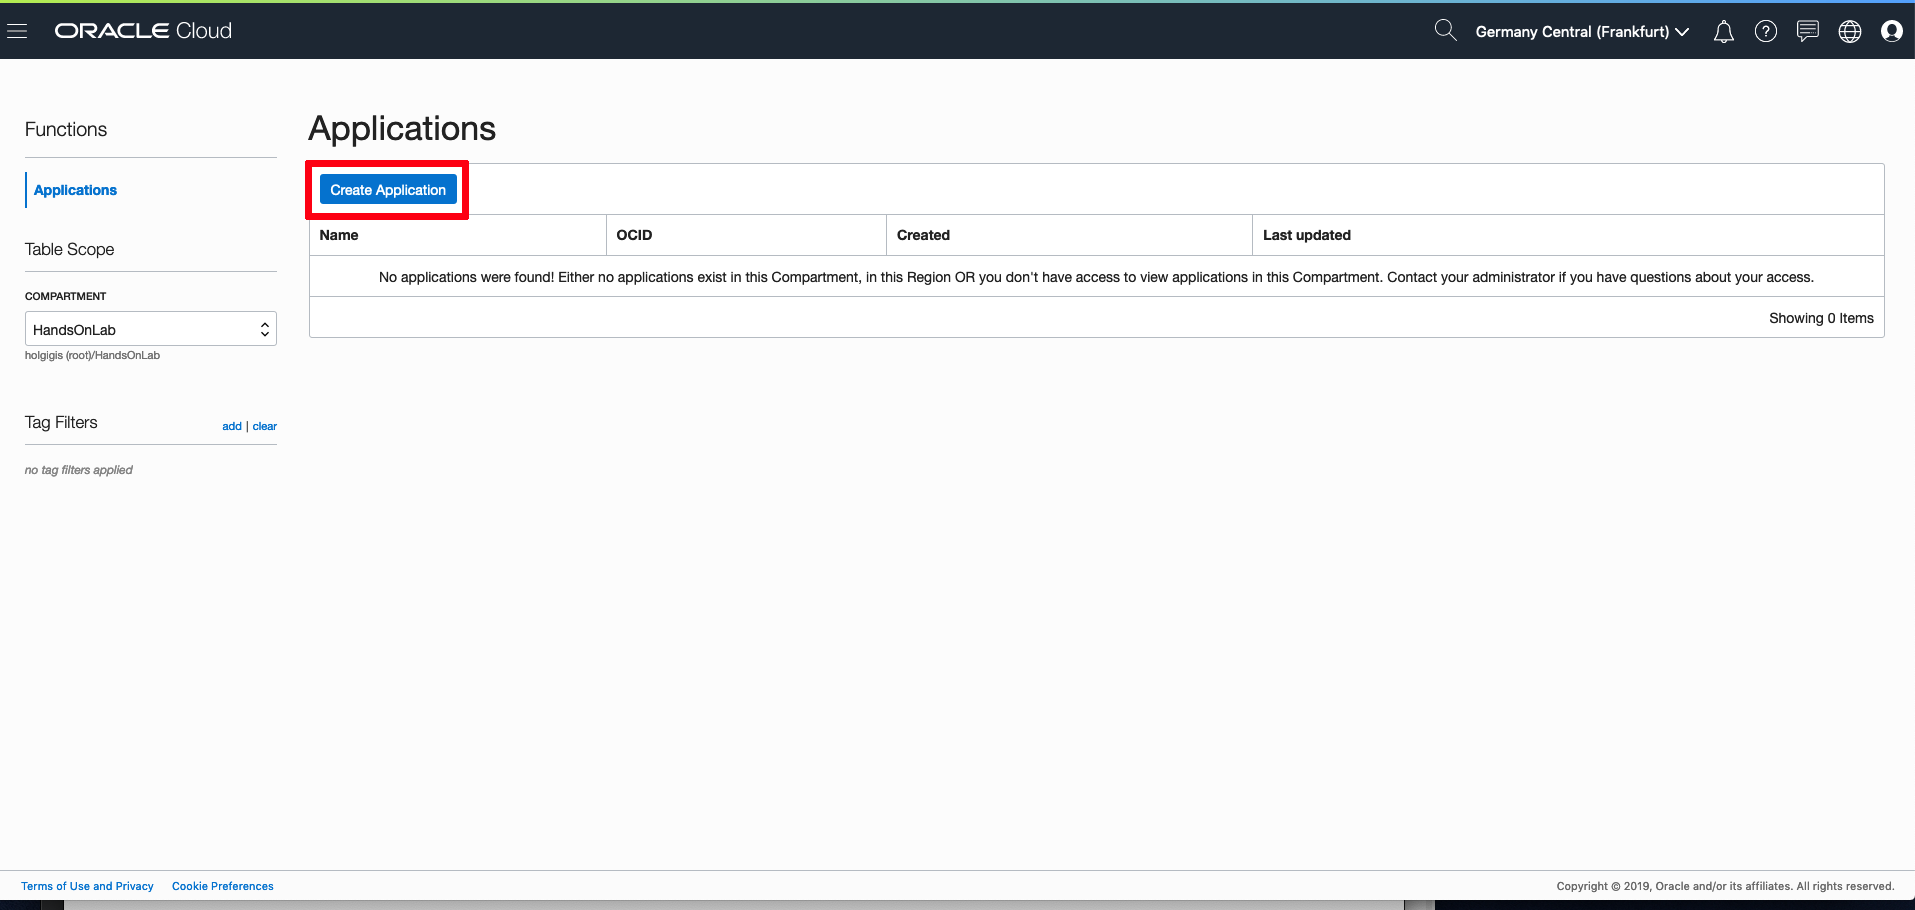 ORACLE Cloud
Germany Central (Frankfurt)
Functions
Applications
Table Scope
COMPARTMENT
HandsOnLab
holgigis (root)/HandsOnLab
Tag Filters
add | clear
no tag filters applied
Applications
Create Application
Name OCID Created Last updated
No applications were found! Either no applications exist in this Compartment, in this Region OR you don't have access to view applications in this Compartment. Contact your administrator if you have questions about your access.
Showing 0 Items
Terms of Use and Privacy Cookie Preferences
Copyright © 2019, Oracle and/or its affiliates. All rights reserved.